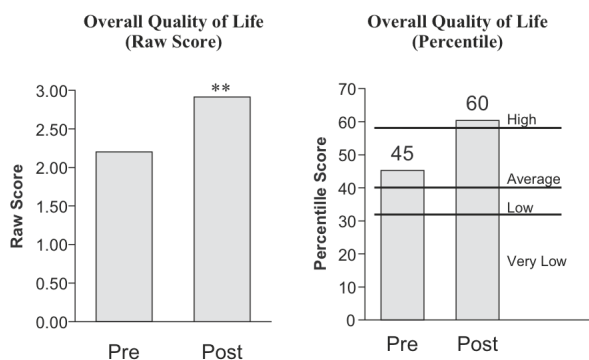 Overall Quality of Life
(Raw Score)
3.00
2.50
2.00
1.50
1.00
0.50
0.00
Raw Score
**
Pre
Post
Overall Quality of Life
(Percentile)
70
60
50
40
30
20
10
0
Percentille Score
45
60
High
Average
Low
Very Low
Pre
Post